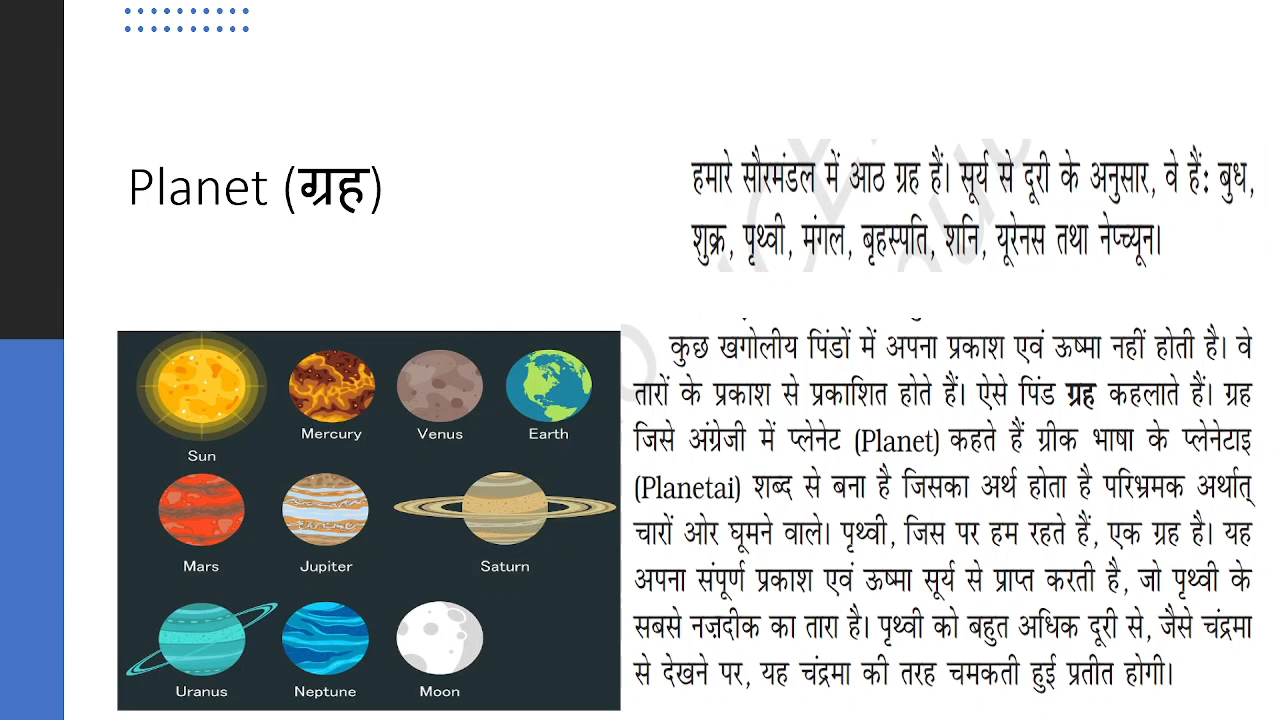 Planet (ग्रह)
हमारे सौरमंडल में आठ ग्रह हैं। सूर्य से दूरी के अनुसार, वे हैं: बुध,
शुक्र, पृथ्वी, मंगल, बृहस्पति, शनि, यूरेनस तथा नेप्च्यून।
कुछ खगोलीय पिंडों में अपना प्रकाश एवं ऊष्मा नहीं होती है। वे
तारों के प्रकाश से प्रकाशित होते हैं। ऐसे पिंड ग्रह कहलाते हैं। ग्रह
जिसे अंग्रेजी में प्लेनेट (Planet) कहते हैं ग्रीक भाषा के प्लेनेटाइ
(Planetai) शब्द से बना है जिसका अर्थ होता है परिभ्रमक अर्थात्
चारों ओर घूमने वाले। पृथ्वी, जिस पर हम रहते हैं, एक ग्रह है। यह
अपना संपूर्ण प्रकाश एवं ऊष्मा सूर्य से प्राप्त करती है, जो पृथ्वी के
सबसे नज़दीक का तारा है। पृथ्वी को बहुत अधिक दूरी से, जैसे चंद्रमा
से देखने पर, यह चंद्रमा की तरह चमकती हुई प्रतीत होगी।
Sun
Mercury
Venus
Earth
Mars
Jupiter
Saturn
Uranus
Neptune
Moon